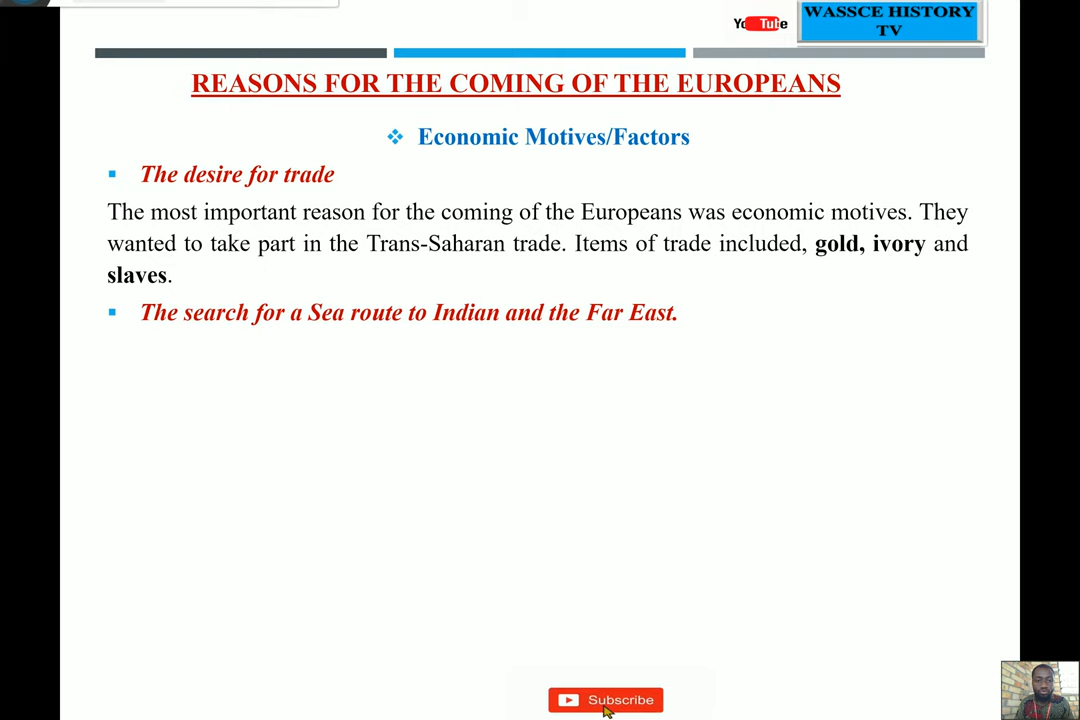 YouTube
WASSCE HISTORY
TV
REASONS FOR THE COMING OF THE EUROPEANS
Economic Motives/Factors
The desire for trade
The most important reason for the coming of the Europeans was economic motives. They
wanted to take part in the Trans-Saharan trade. Items of trade included, gold, ivory and
slaves.
The search for a Sea route to Indian and the Far East.
Subscribe